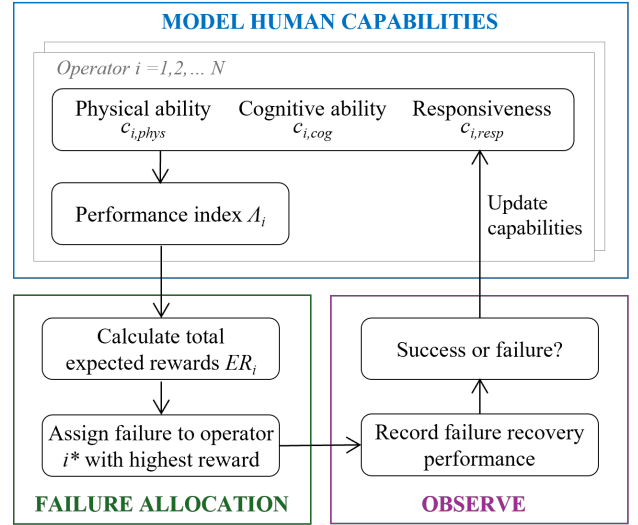 MODEL HUMAN CAPABILITIES
Operator i =1,2,... N
Physical ability Cognitive ability Responsiveness
c_{i,phys} c_{i,cog} c_{i,resp}
Performance index Λ_i
Update
capabilities
Calculate total
expected rewards ER_i
Assign failure to operator
i* with highest reward
FAILURE ALLOCATION
Success or failure?
Record failure recovery
performance
OBSERVE